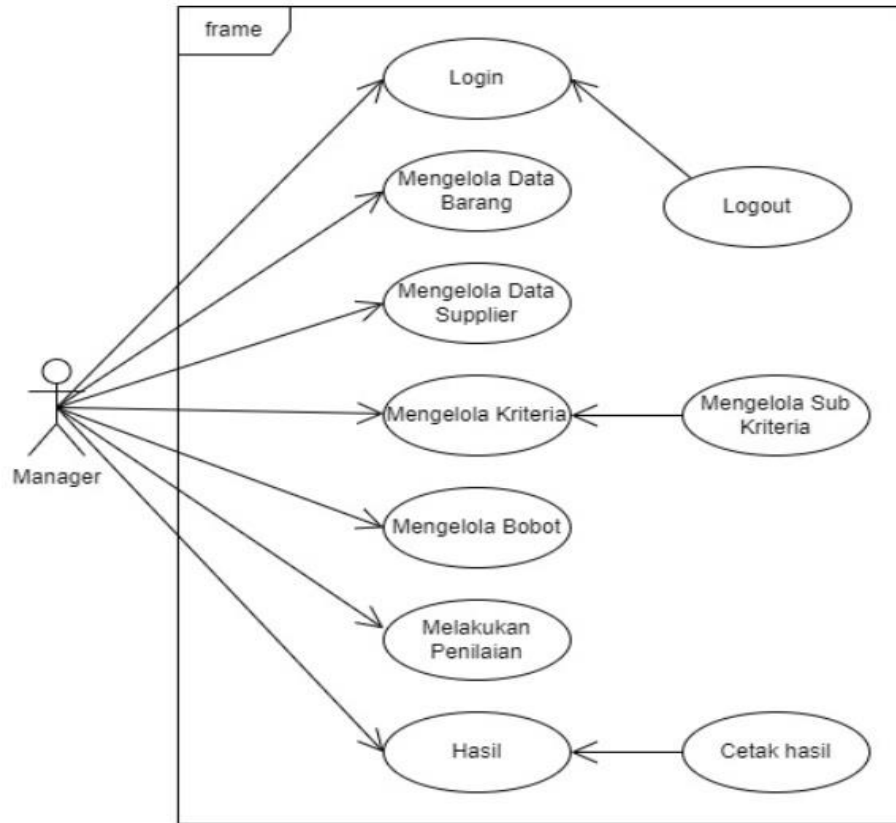 frame
Login
Mengelola Data
Barang
Logout
Mengelola Data
Supplier
Mengelola Kriteria
Mengelola Sub
Kriteria
Manager
Mengelola Bobot
Melakukan
Penilaian
Hasil
Cetak hasil